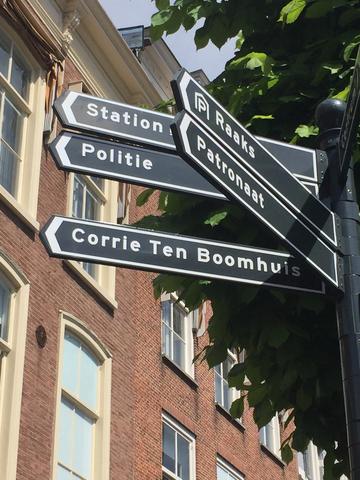 Station
Politie
P Raaks
Patronaat
Corrie Ten Boomhuis